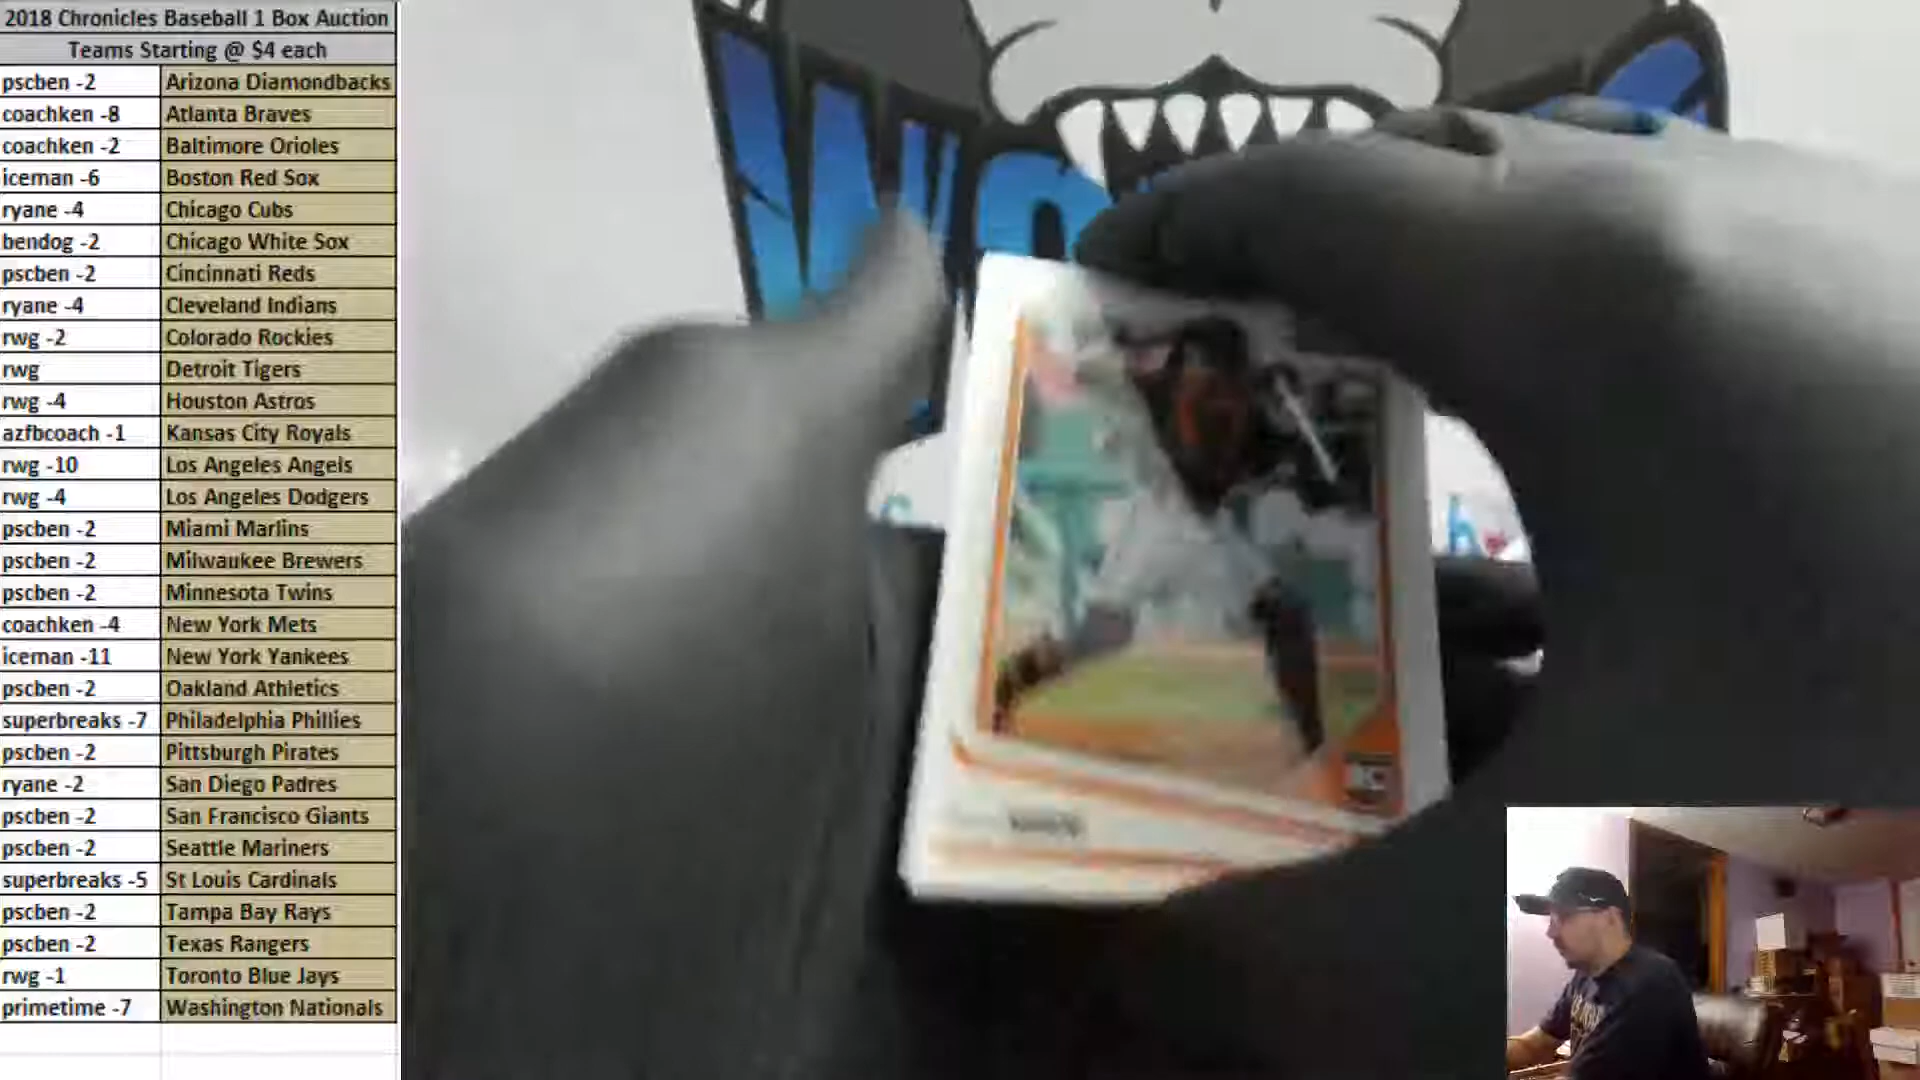 2018 Chronicles Baseball 1 Box Auction
Teams Starting @ $4 each
pscben -2 Arizona Diamondbacks
coachken -8 Atlanta Braves
coachken -2 Baltimore Orioles
iceman -6 Boston Red Sox
ryane -4 Chicago Cubs
bendog -2 Chicago White Sox
pscben -2 Cincinnati Reds
ryane -4 Cleveland Indians
rwg -2 Colorado Rockies
rwg Detroit Tigers
rwg -4 Houston Astros
azfbcoach -1 Kansas City Royals
rwg -10 Los Angeles Angels
rwg -4 Los Angeles Dodgers
pscben -2 Miami Marlins
pscben -2 Milwaukee Brewers
pscben -2 Minnesota Twins
coachken -4 New York Mets
iceman -11 New York Yankees
pscben -2 Oakland Athletics
superbreaks -7 Philadelphia Phillies
pscben -2 Pittsburgh Pirates
ryane -2 San Diego Padres
pscben -2 San Francisco Giants
pscben -2 Seattle Mariners
superbreaks -5 St Louis Cardinals
pscben -2 Tampa Bay Rays
pscben -2 Texas Rangers
rwg -1 Toronto Blue Jays
primetime -7 Washington Nationals